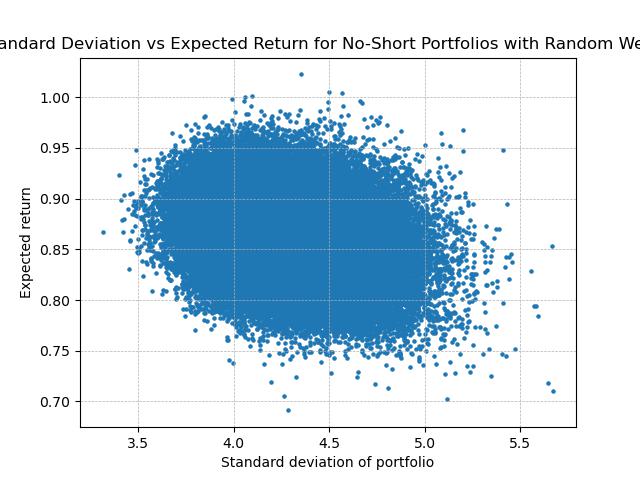 andard Deviation vs Expected Return for No-Short Portfolios with Random We
1.00
0.95
0.90
0.85
0.80
0.75
0.70
Expected return
3.5 4.0 4.5 5.0 5.5
Standard deviation of portfolio